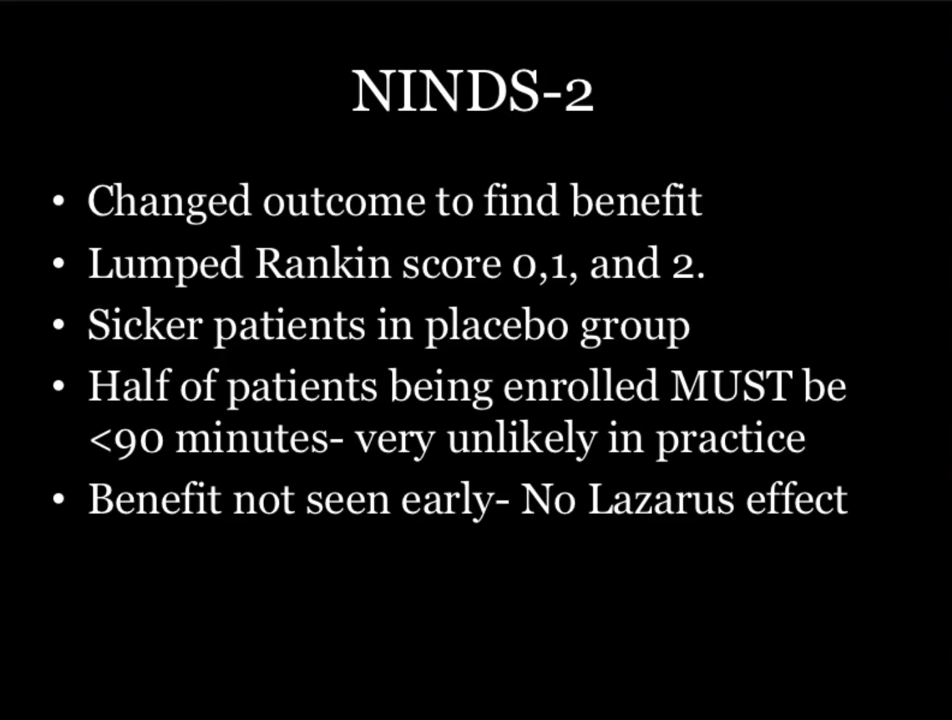 NINDS-2
• Changed outcome to find benefit
• Lumped Rankin score 0,1, and 2.
• Sicker patients in placebo group
• Half of patients being enrolled MUST be
<90 minutes- very unlikely in practice
• Benefit not seen early- No Lazarus effect